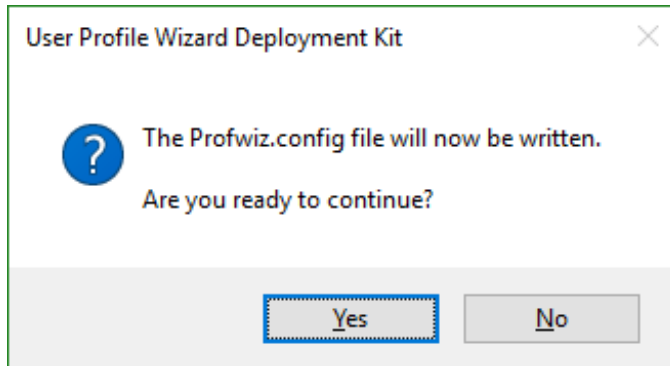 User Profile Wizard Deployment Kit
?
The Profwiz.config file will now be written.
Are you ready to continue?
Yes
No